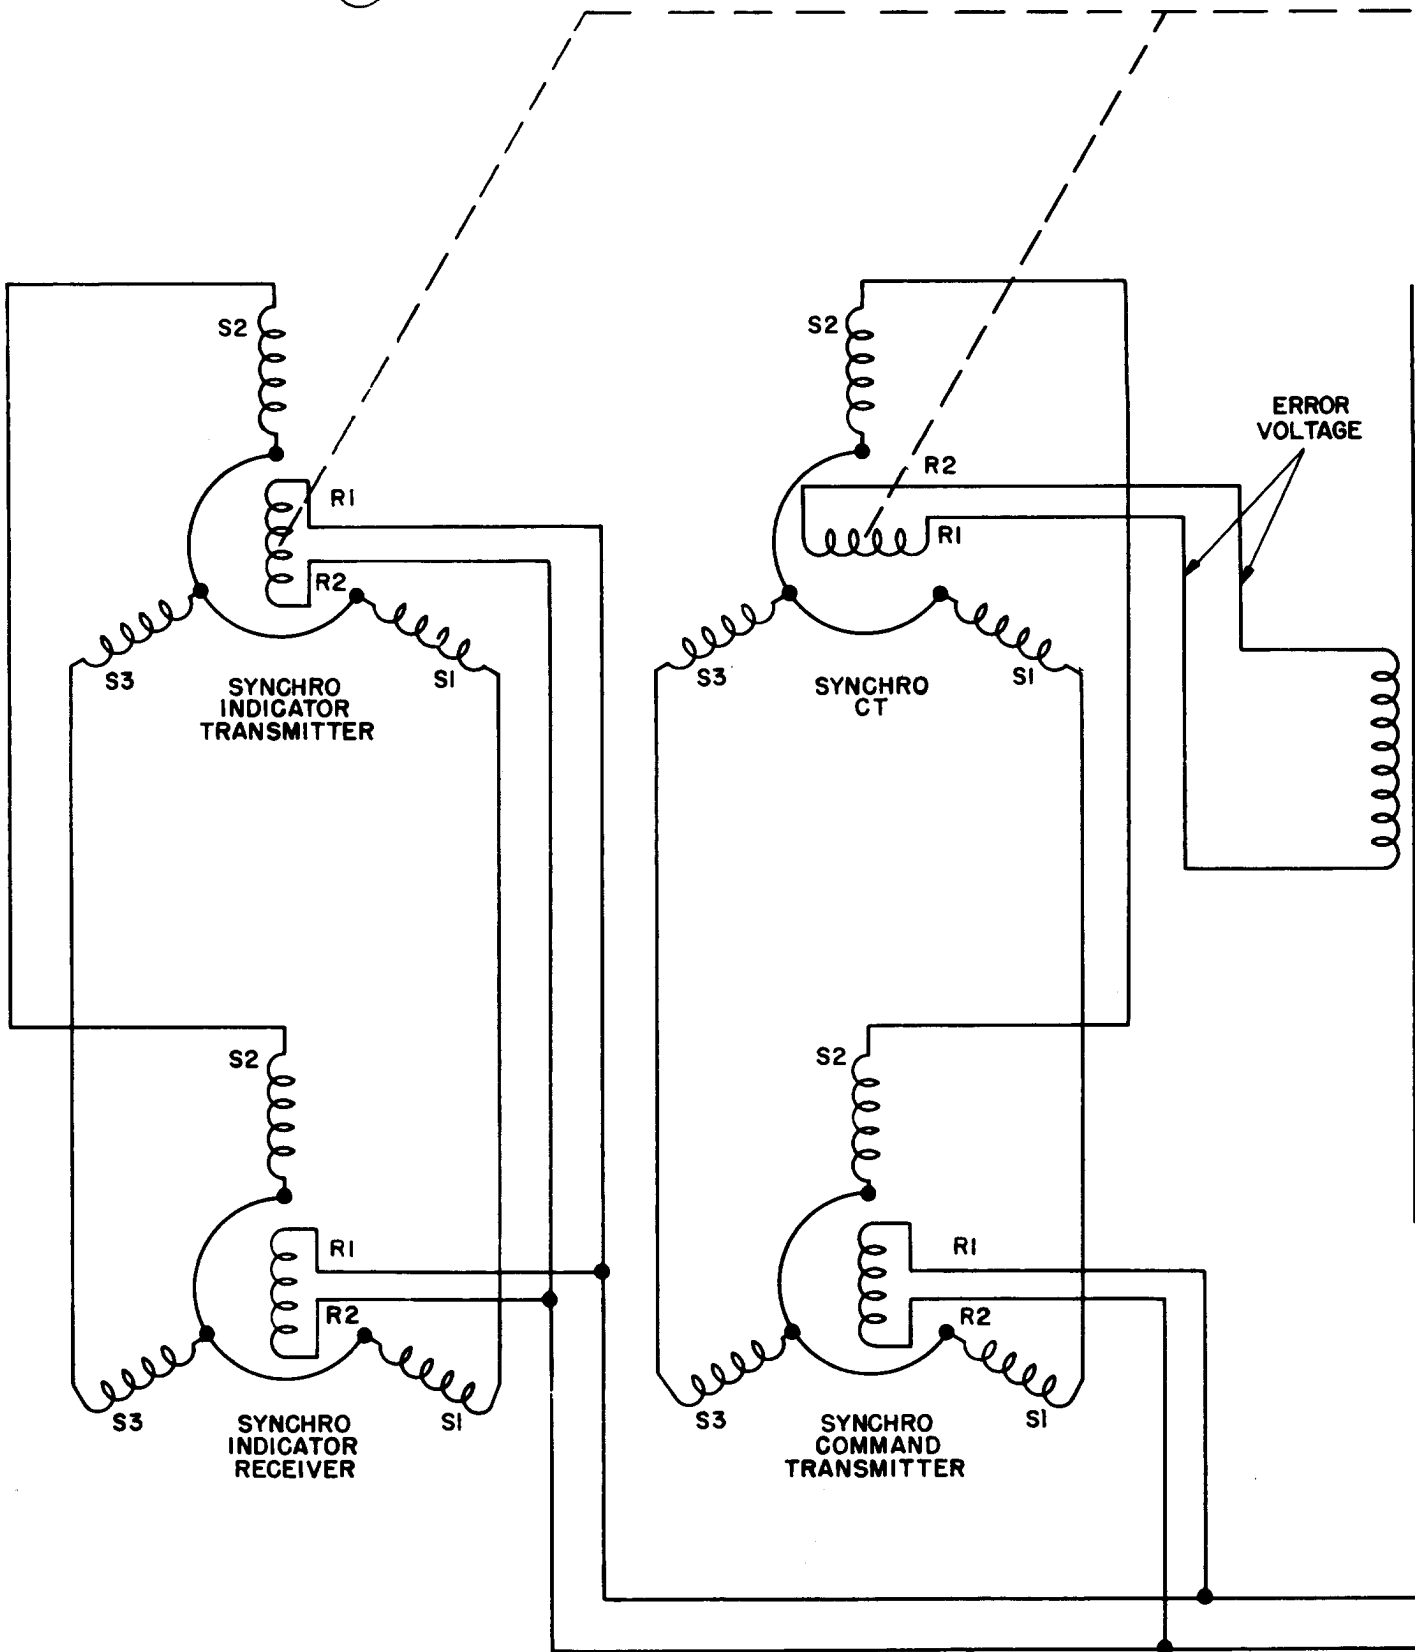 S2
R1
R2
S3
S1
SYNCHRO
INDICATOR
TRANSMITTER
S2
R2
R1
S3
S1
SYNCHRO
CT
ERROR
VOLTAGE
S2
R1
R2
S3
S1
SYNCHRO
INDICATOR
RECEIVER
S2
R1
R2
S3
S1
SYNCHRO
COMMAND
TRANSMITTER